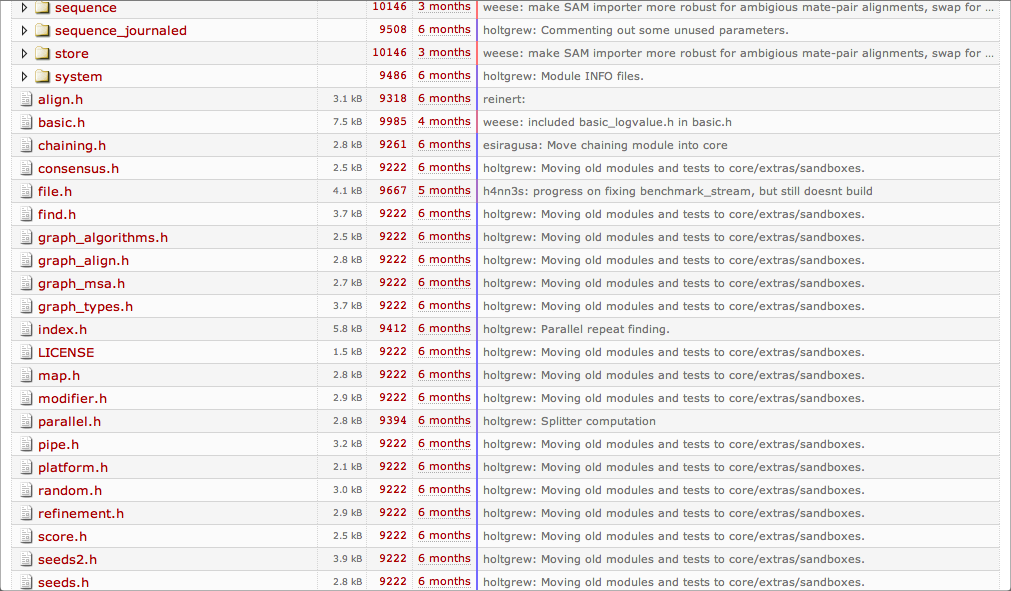 sequence 10146 3 months weese: make SAM importer more robust for ambigious mate-pair alignments, swap for ...
sequence_journaled 9508 6 months holtgrew: Commenting out some unused parameters.
store 10146 3 months weese: make SAM importer more robust for ambigious mate-pair alignments, swap for ...
system 9486 6 months holtgrew: Module INFO files.
align.h 3.1 kB 9318 6 months reinert:
basic.h 7.5 kB 9985 4 months weese: included basic_logvalue.h in basic.h
chaining.h 2.8 kB 9261 6 months esiragusa: Move chaining module into core
consensus.h 2.5 kB 9222 6 months holtgrew: Moving old modules and tests to core/extras/sandboxes.
file.h 4.1 kB 9667 5 months h4nn3s: progress on fixing benchmark_stream, but still doesnt build
find.h 3.7 kB 9222 6 months holtgrew: Moving old modules and tests to core/extras/sandboxes.
graph_algorithms.h 2.5 kB 9222 6 months holtgrew: Moving old modules and tests to core/extras/sandboxes.
graph_align.h 2.8 kB 9222 6 months holtgrew: Moving old modules and tests to core/extras/sandboxes.
graph_msa.h 2.7 kB 9222 6 months holtgrew: Moving old modules and tests to core/extras/sandboxes.
graph_types.h 3.7 kB 9222 6 months holtgrew: Moving old modules and tests to core/extras/sandboxes.
index.h 5.8 kB 9412 6 months holtgrew: Parallel repeat finding.
LICENSE 1.5 kB 9222 6 months holtgrew: Moving old modules and tests to core/extras/sandboxes.
map.h 2.8 kB 9222 6 months holtgrew: Moving old modules and tests to core/extras/sandboxes.
modifier.h 2.9 kB 9222 6 months holtgrew: Moving old modules and tests to core/extras/sandboxes.
parallel.h 2.8 kB 9394 6 months holtgrew: Splitter computation
pipe.h 3.2 kB 9222 6 months holtgrew: Moving old modules and tests to core/extras/sandboxes.
platform.h 2.1 kB 9222 6 months holtgrew: Moving old modules and tests to core/extras/sandboxes.
random.h 3.0 kB 9222 6 months holtgrew: Moving old modules and tests to core/extras/sandboxes.
refinement.h 2.9 kB 9222 6 months holtgrew: Moving old modules and tests to core/extras/sandboxes.
score.h 2.5 kB 9222 6 months holtgrew: Moving old modules and tests to core/extras/sandboxes.
seeds2.h 3.9 kB 9222 6 months holtgrew: Moving old modules and tests to core/extras/sandboxes.
seeds.h 2.8 kB 9222 6 months holtgrew: Moving old modules and tests to core/extras/sandboxes.